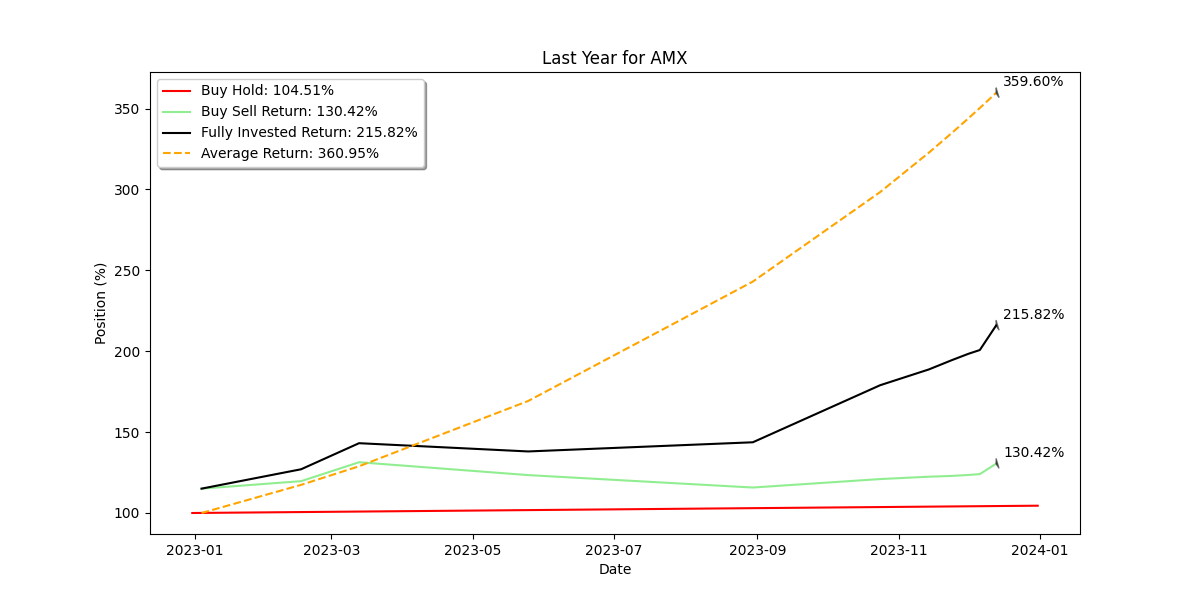 Last Year for AMX
Buy Hold: 104.51%
Buy Sell Return: 130.42%
Fully Invested Return: 215.82%
Average Return: 360.95%
359.60%
215.82%
130.42%
Position (%)
350
300
250
200
150
100
2023-01 2023-03 2023-05 2023-07 2023-09 2023-11 2024-01
Date